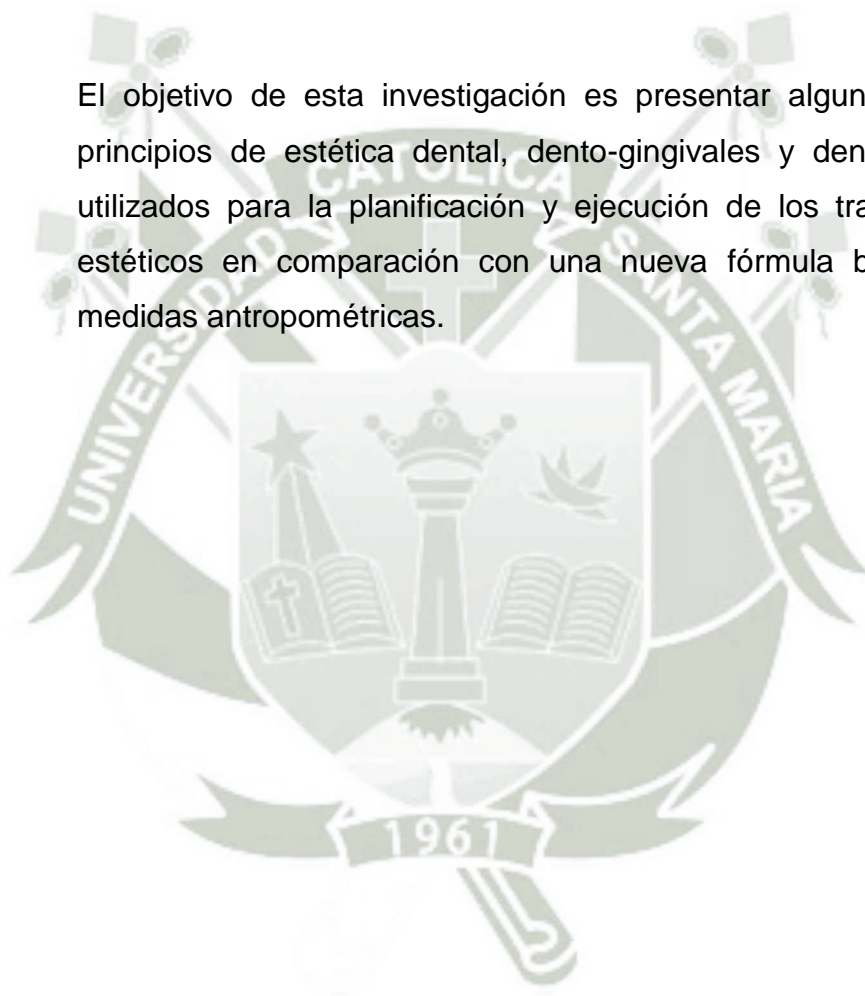 El objetivo de esta investigación es presentar algun
principios de estética dental, dento-gingivales y den
utilizados para la planificación y ejecución de los tra
estéticos en comparación con una nueva fórmula b
medidas antropométricas.
UNIVERSIDAD CATOLICA SANTA MARIA
1961